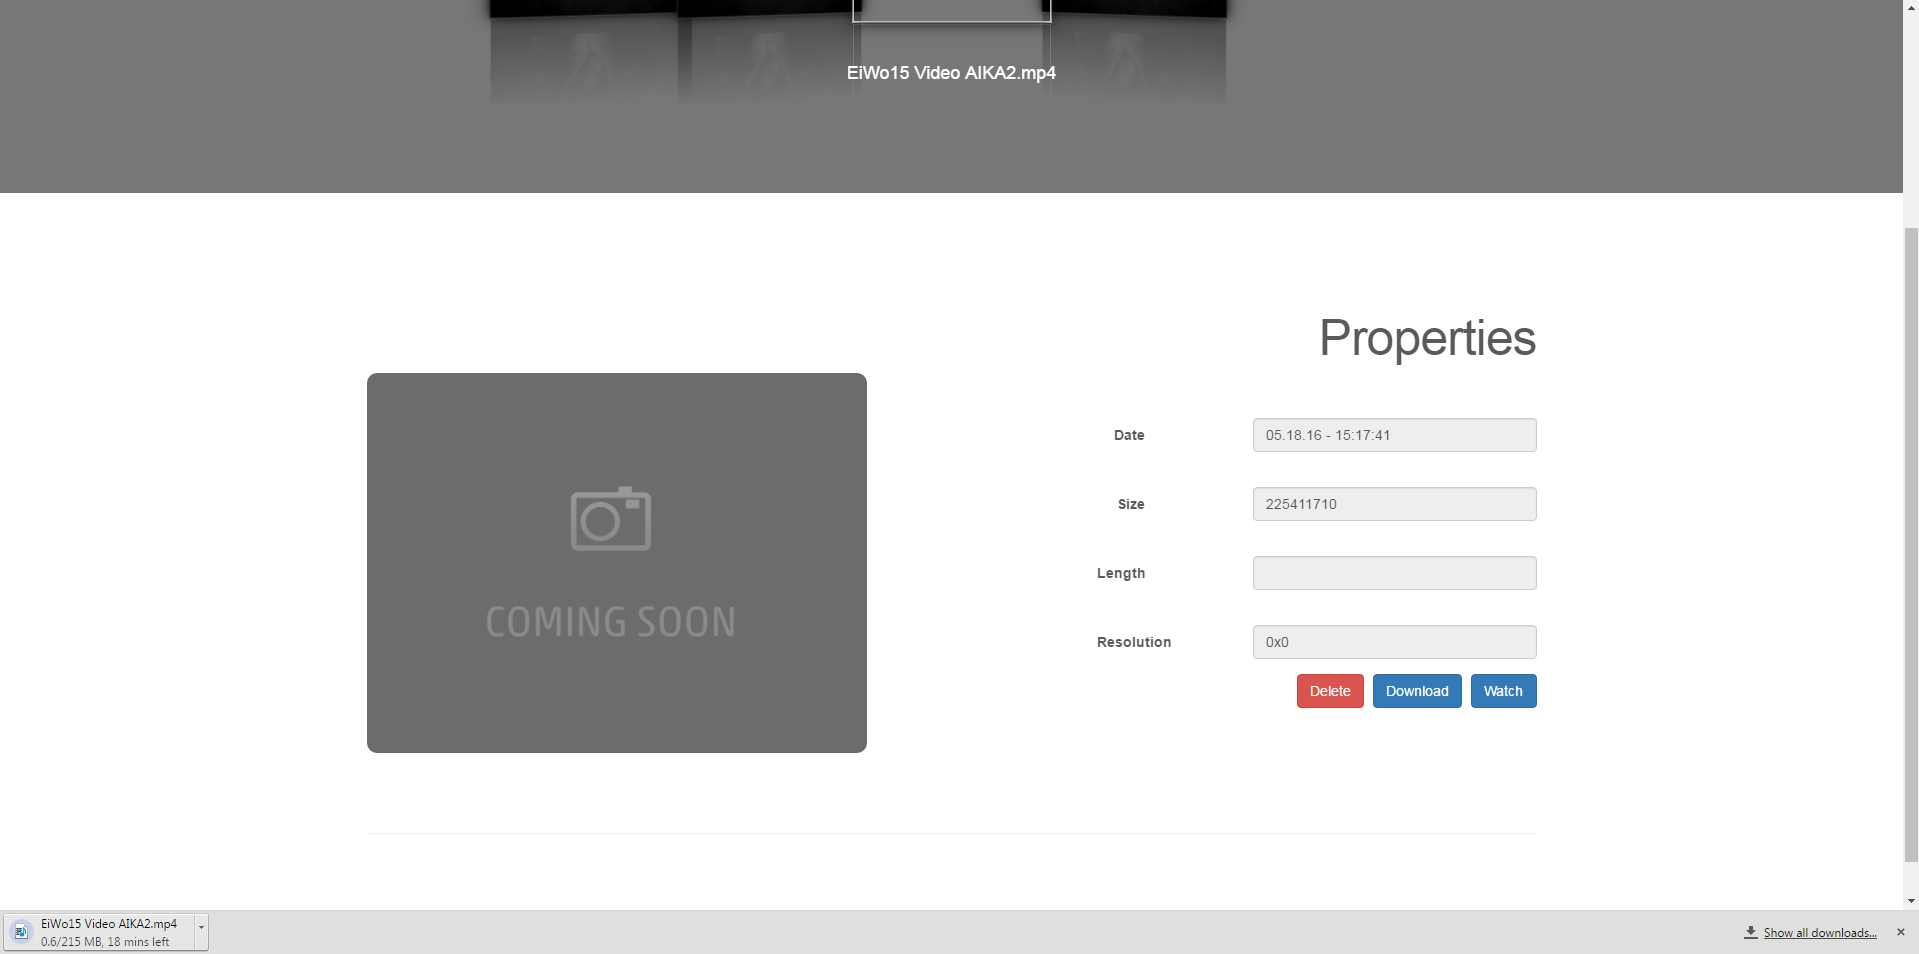 EiWo15 Video AIKA2.mp4
Properties
Date
05.18.16 - 15:17:41
Size
225411710
Length
Resolution
0x0
Delete
Download
Watch
COMING SOON
EiWo15 Video AIKA2.mp4
0.6/215 MB, 18 mins left
Show all downloads...